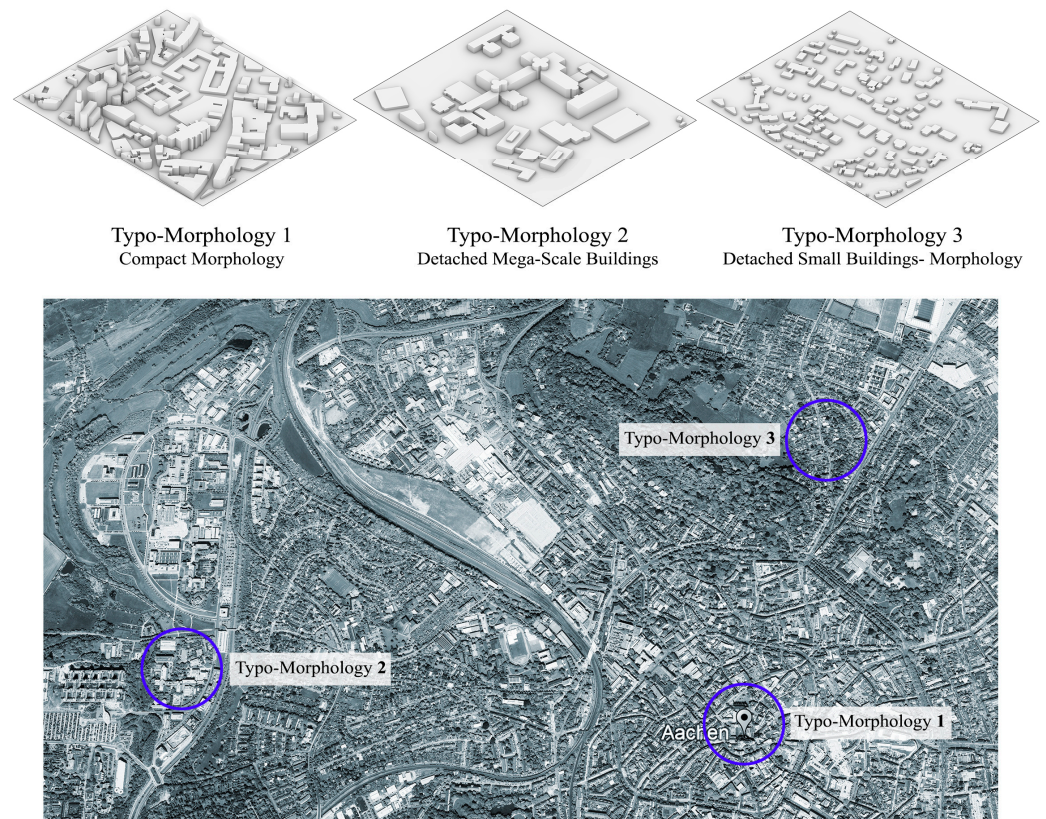 Typo-Morphology 1
Compact Morphology
Typo-Morphology 2
Detached Mega-Scale Buildings
Typo-Morphology 3
Detached Small Buildings- Morphology
Typo-Morphology 3
Typo-Morphology 2
Typo-Morphology 1
Aachen